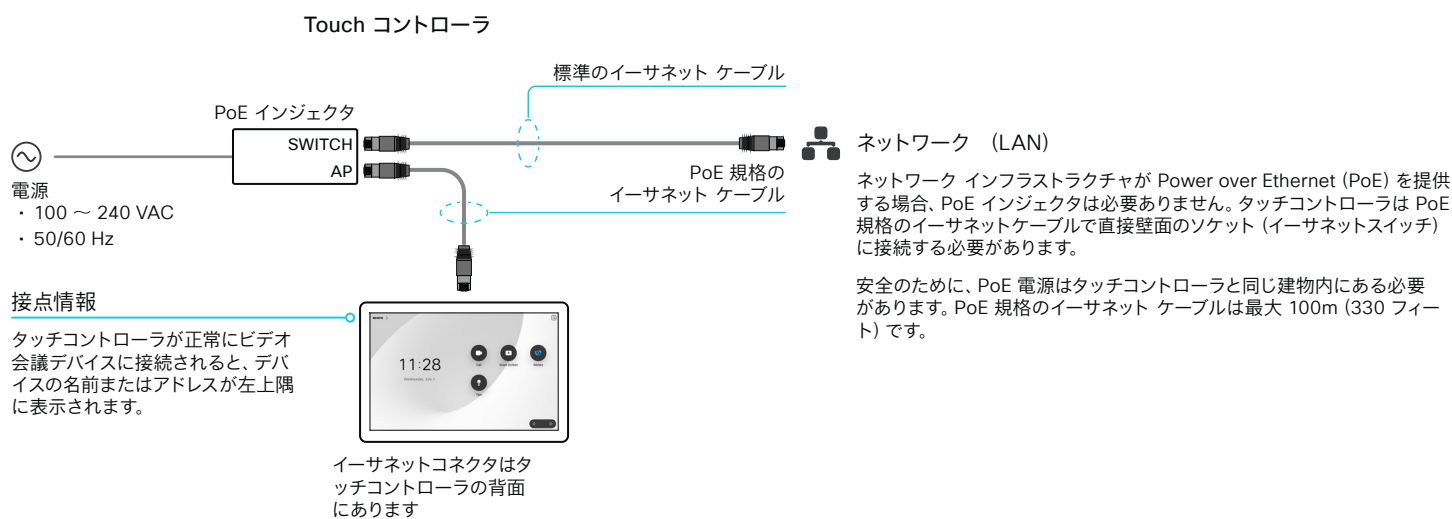 Touch コントローラ
標準のイーサネット ケーブル
PoE インジェクタ
SWITCH
AP
電源
・ 100 ～ 240 VAC
・ 50/60 Hz
PoE 規格の
イーサネット ケーブル
ネットワーク （LAN）
ネットワーク インフラストラクチャが Power over Ethernet (PoE) を提供
する場合、PoE インジェクタは必要ありません。タッチコントローラは PoE
規格のイーサネットケーブルで直接壁面のソケット（イーサネットスイッチ）
に接続する必要があります。
安全のために、PoE 電源はタッチコントローラと同じ建物内にある必要
があります。PoE 規格のイーサネット ケーブルは最大 100m (330 フィー
ト) です。
接点情報
タッチコントローラが正常にビデオ
会議デバイスに接続されると、デバ
イスの名前またはアドレスが左上隅
に表示されます。
11:28
Call
イーサネットコネクタはタ
ッチコントローラの背面
にあります